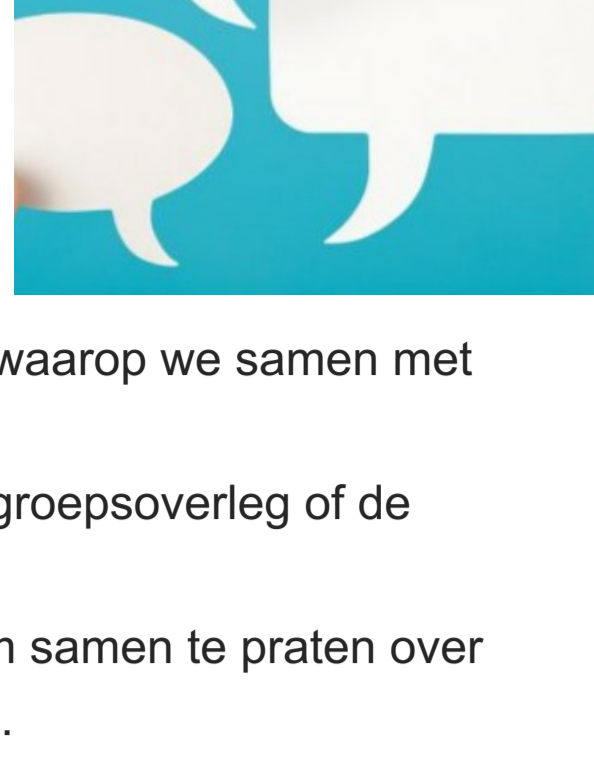 waarop we samen met
groepsoverleg of de
samen te praten over
.